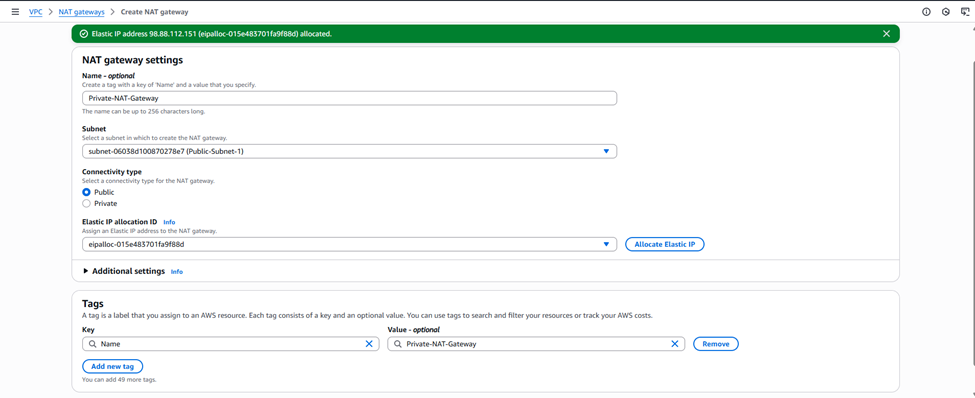 VPC > NAT gateways > Create NAT gateway
Elastic IP address 98.88.112.151 (eipalloc-015e483701fa9f88d) allocated.
NAT gateway settings
Name - optional
Create a tag with a key of 'Name' and a value that you specify.
Private-NAT-Gateway
The name can be up to 256 characters long.
Subnet
Select a subnet in which to create the NAT gateway.
subnet-06038d100870278e7 (Public-Subnet-1)
Connectivity type
Select a connectivity type for the NAT gateway.
Public
Private
Elastic IP allocation ID Info
Assign an Elastic IP address to the NAT gateway.
eipalloc-015e483701fa9f88d Allocate Elastic IP
Additional settings Info
Tags
A tag is a label that you assign to an AWS resource. Each tag consists of a key and an optional value. You can use tags to search and filter your resources or track your AWS costs.
Key Value - optional
Name Private-NAT-Gateway Remove
Add new tag
You can add 49 more tags.